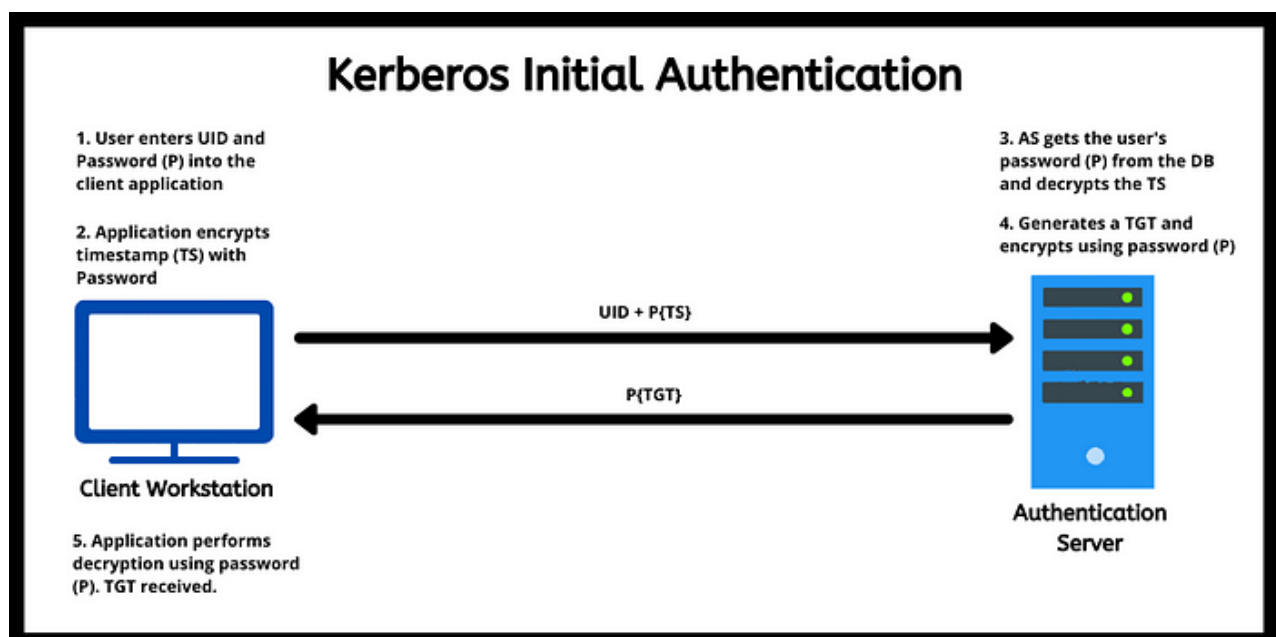 Kerberos Initial Authentication
1. User enters UID and
Password (P) into the
client application
2. Application encrypts
timestamp (TS) with
Password
3. AS gets the user's
password (P) from the DB
and decrypts the TS
4. Generates a TGT and
encrypts using password (P)
UID + P{TS}
P{TGT}
Client Workstation
Authentication
Server
5. Application performs
decryption using password
(P). TGT received.